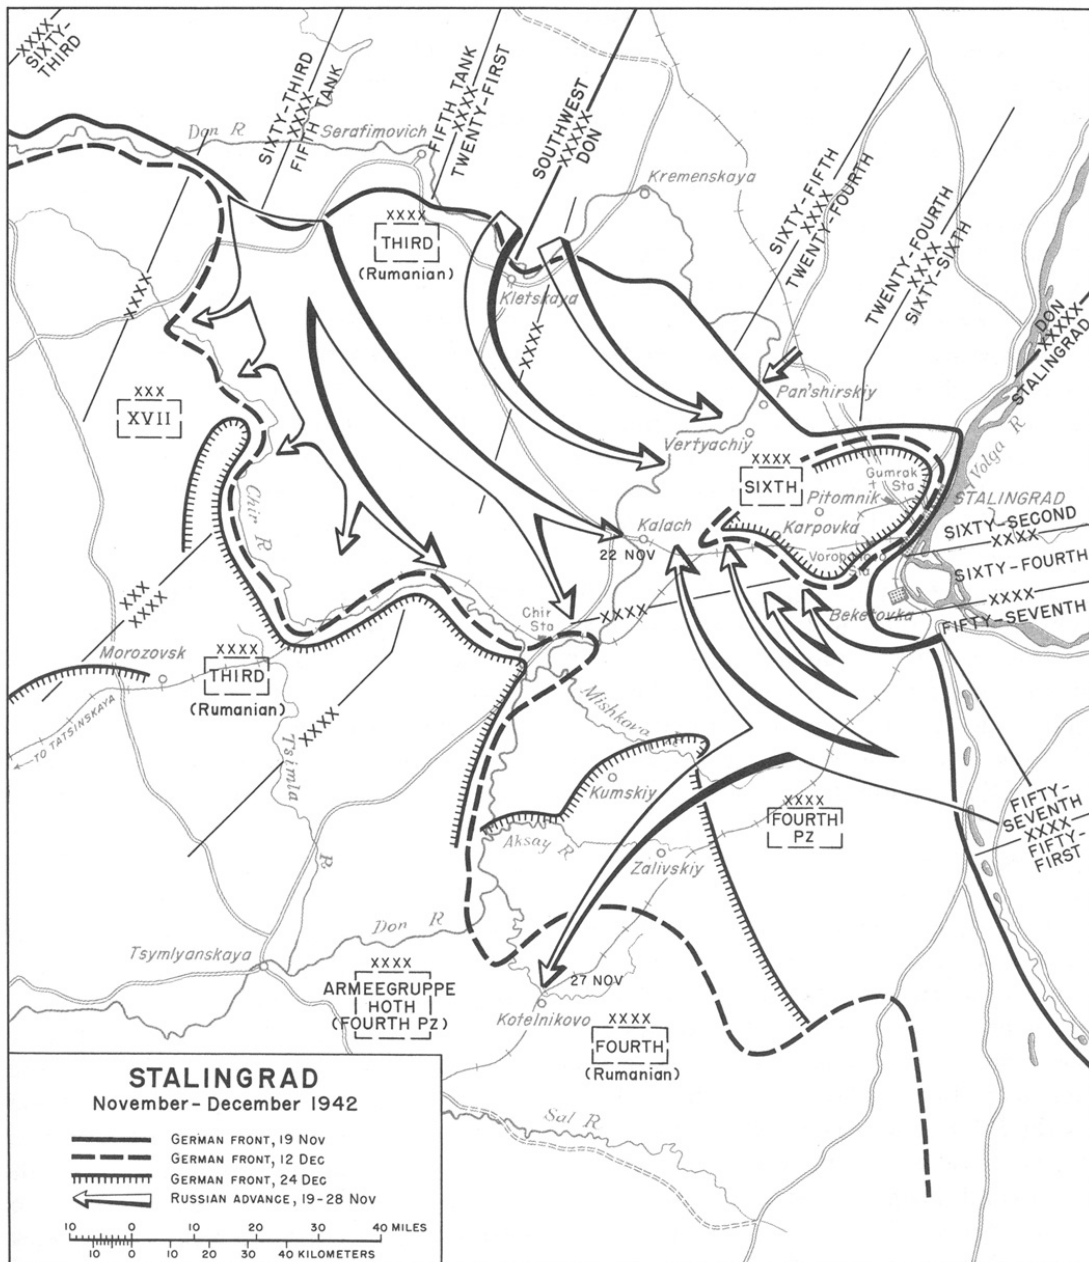 XXXX
SIXTY-
THIRD
SIXTY-THIRD
XXXX
FIFTH TANK
FIFTH TANK
XXXX
TWENTY-FIRST
SOUTHWEST
XXXXX
DON
SIXTY-FIFTH
XXXX
TWENTY-FOURTH
TWENTY-FOURTH
XXXX
SIXTY-SIXTH
DON
XXXXX
STALINGRAD
Don R
Serafimovich
Kremenskaya
XXXX
THIRD
(Rumanian)
Kletskaya
XXXX
XXXX
Pan'shirskiy
XXX
XVII
Vertyachiy
Volga R
XXXX
SIXTH
Gumrak
Sta
Pitomnik
STALINGRAD
Chir R
Kalach
22 NOV
Karpovka
Voroponovo
Sta
SIXTY-SECOND
XXXX
SIXTY-FOURTH
XXXX
FIFTY-SEVENTH
XXX
XXXX
Chir
Sta
XXXX
Beketovka
Morozovsk
XXXX
THIRD
(Rumanian)
XXXX
TO TATSINSKAYA
Tsimla
R
Mishkova R
Kumskiy
XXXX
FOURTH
PZ
FIFTY-
SEVENTH
XXXX
FIFTY-
FIRST
Aksay R
Zalivskiy
Don R
Tsymlyanskaya
XXXX
ARMEEGRUPPE
HOTH
(FOURTH PZ)
27 NOV
Kotelnikovo
XXXX
FOURTH
(Rumanian)
Sal R
STALINGRAD
November-December 1942
GERMAN FRONT, 19 NOV
GERMAN FRONT, 12 DEC
GERMAN FRONT, 24 DEC
RUSSIAN ADVANCE, 19-28 NOV
10 0 10 20 30 40 MILES
10 0 10 20 30 40 KILOMETERS